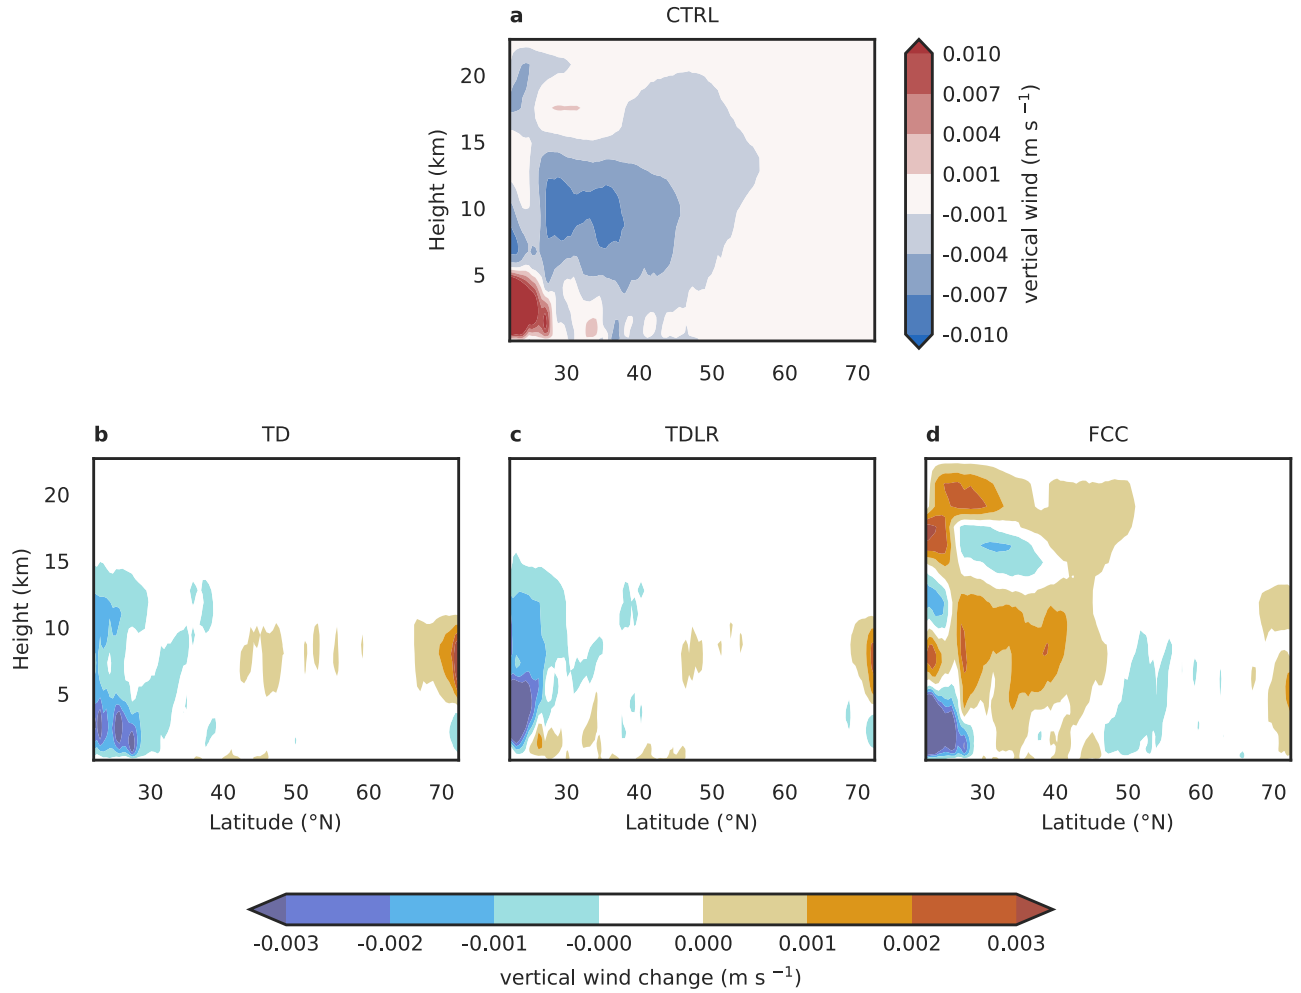 a CTRL
20
15
10
5
Height (km)
30 40 50 60 70
0.010
0.007
0.004
0.001
-0.001
-0.004
-0.007
-0.010
vertical wind (m s −1)
b TD
20
15
10
5
Height (km)
30 40 50 60 70
Latitude (°N)
c TDLR
30 40 50 60 70
Latitude (°N)
d FCC
30 40 50 60 70
Latitude (°N)
-0.003 -0.002 -0.001 -0.000 0.000 0.001 0.002 0.003
vertical wind change (m s −1)